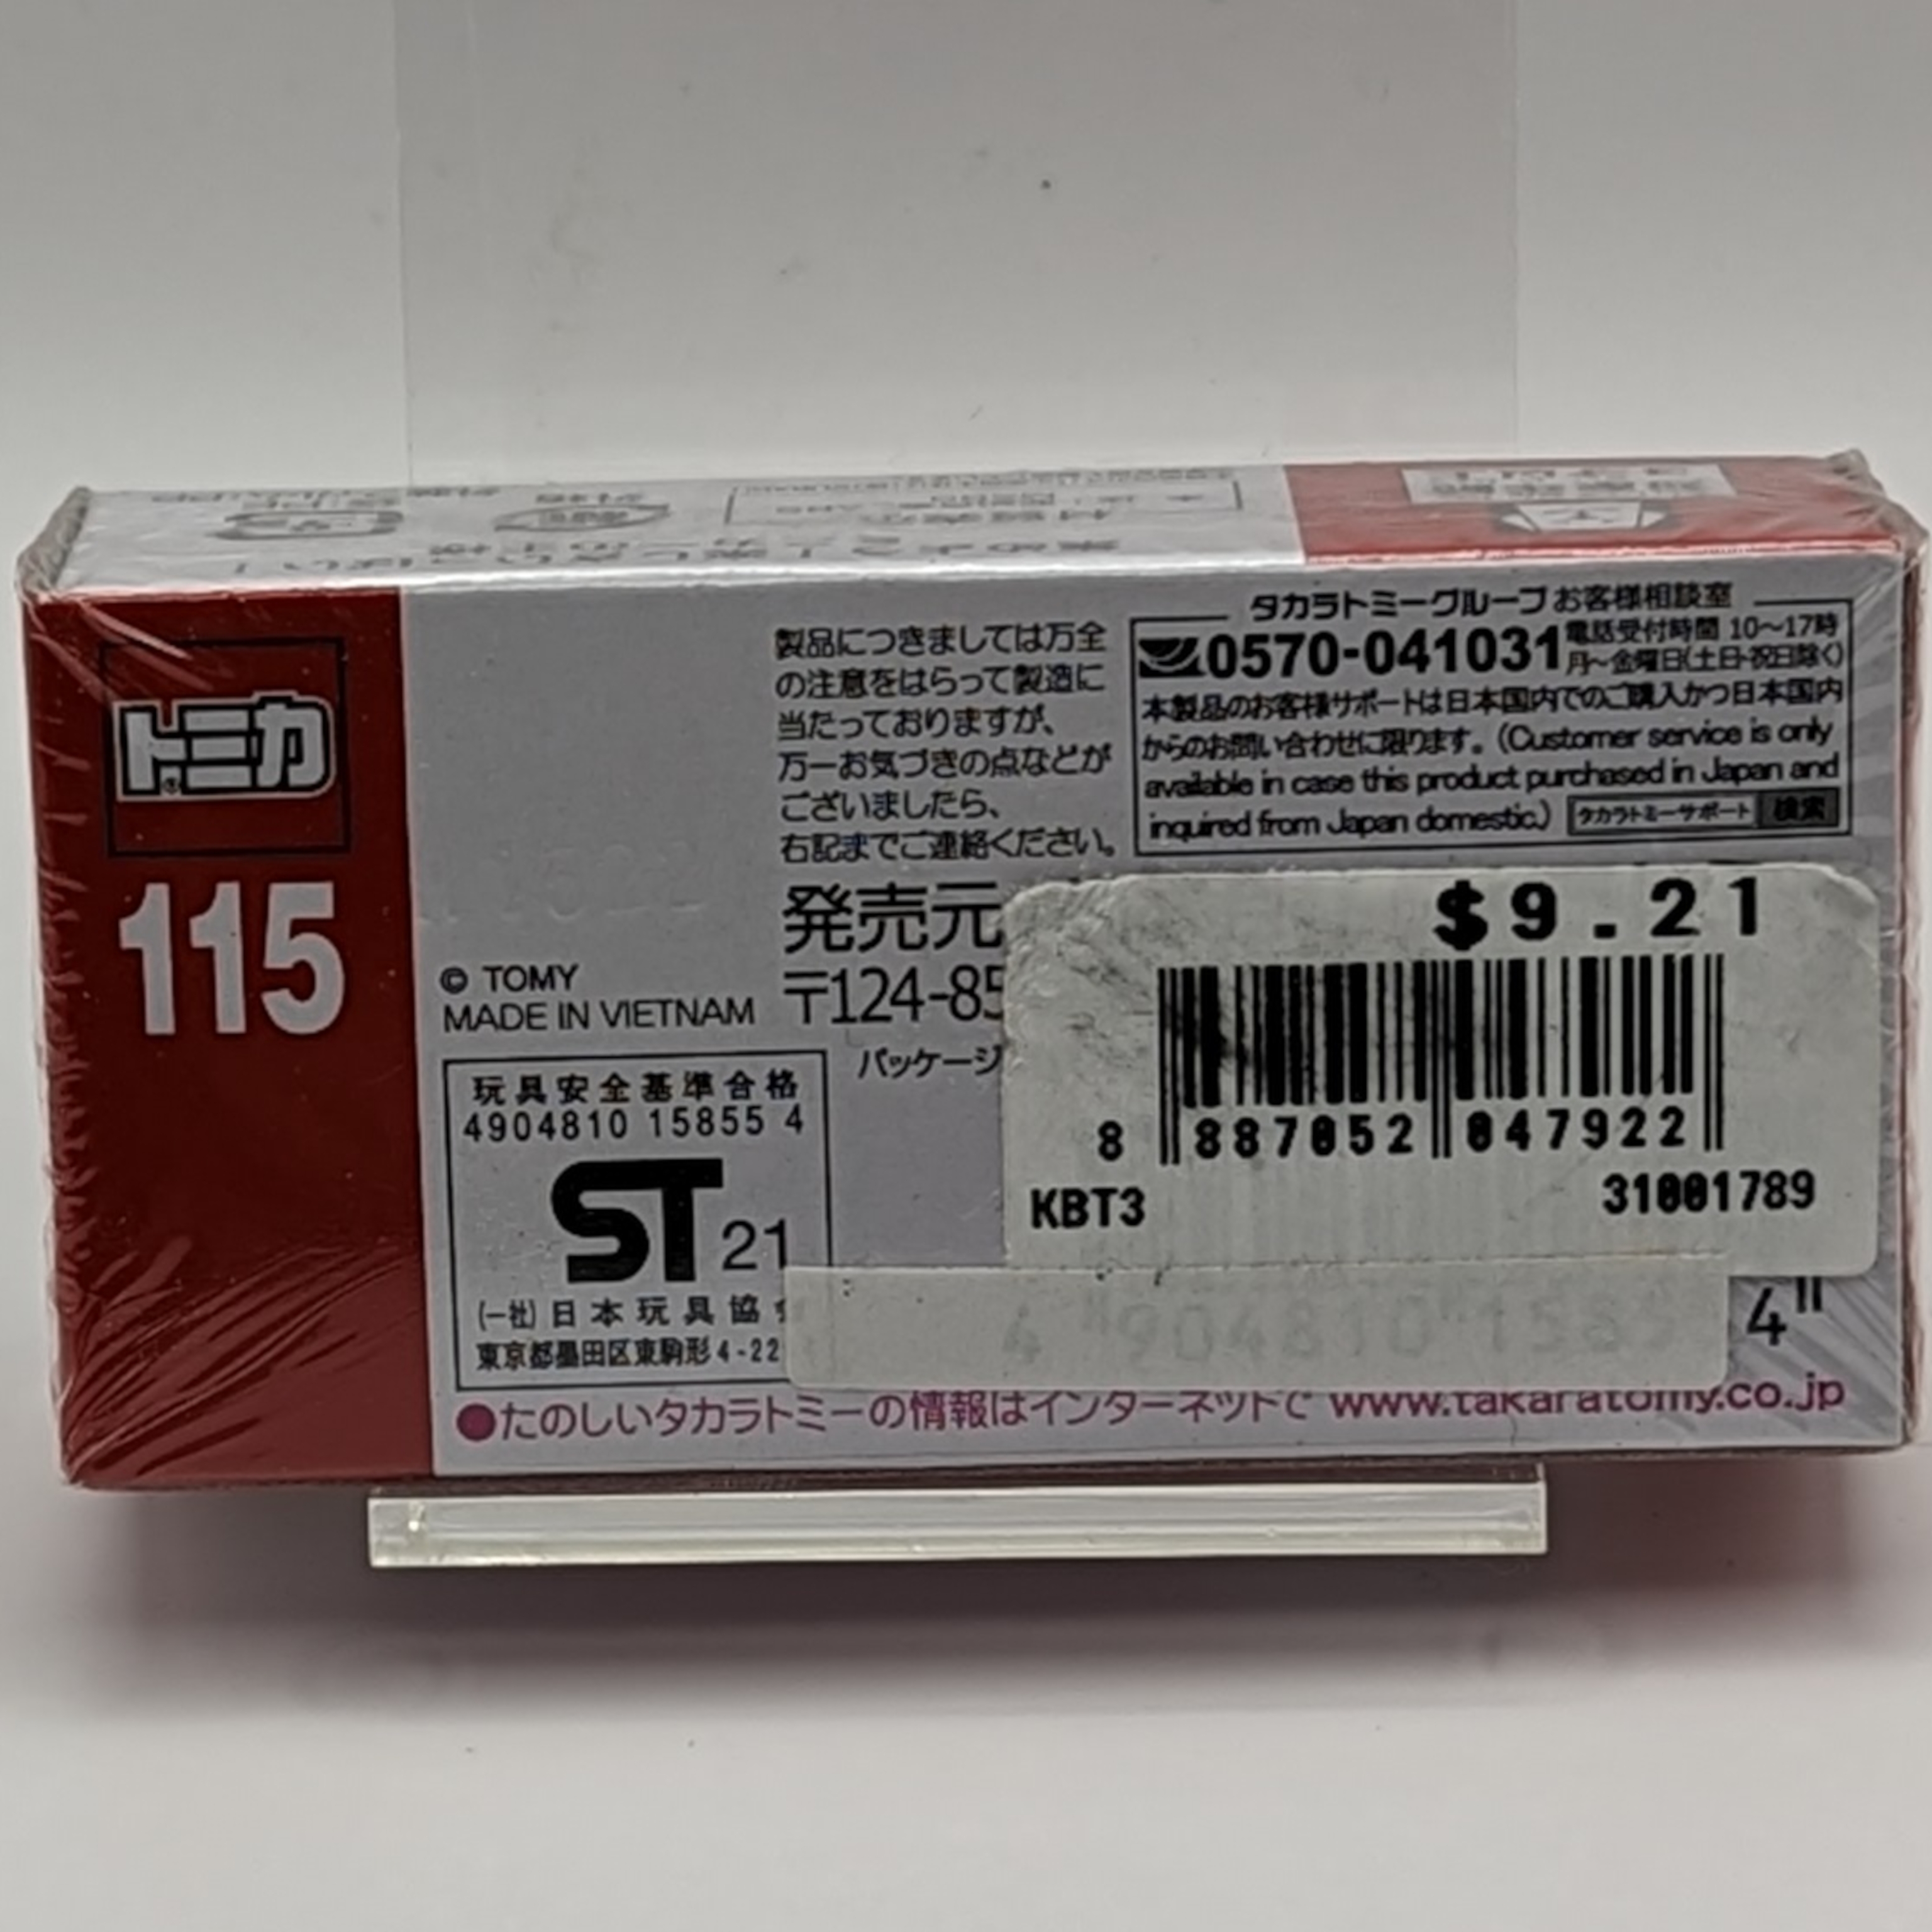 トミカ
115
製品につきましては万全
の注意をはらって製造に
当たっておりますが、
万一お気づきの点などが
ございましたら、
右記までご連絡ください。
タカラトミーグループお客様相談室
0570-041031 電話受付時間 10〜17時
月〜金曜日(土日・祝日除く)
本製品のお客様サポートは日本国内でのご購入かつ日本国内
からのお問い合わせに限ります。(Customer service is only
available in case this product purchased in Japan and
inquired from Japan domestic.) タカラトミーサポート 検索
発売元
〒124-85
パッケージ
© TOMY
MADE IN VIETNAM
玩具安全基準合格
4904810 15855 4
ST 21
(一社)日本玩具協
東京都墨田区東駒形4-22
$9.21
8 887052 047922
KBT3 31001789
4"
●たのしいタカラトミーの情報はインターネットで www.takaratomy.co.jp